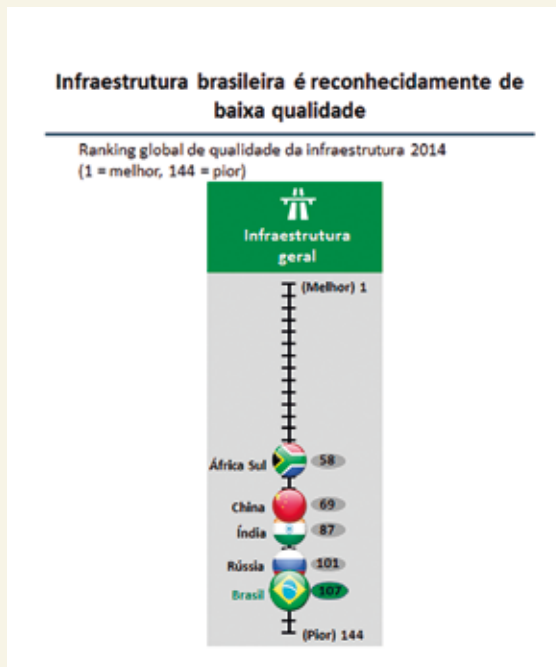 Infraestrutura brasileira é reconhecidamente de
baixa qualidade
Ranking global de qualidade da infraestrutura 2014
(1 = melhor, 144 = pior)
Infraestrutura
geral
(Melhor) 1
África Sul 58
China 69
Índia 87
Rússia 101
Brasil 107
(Pior) 144